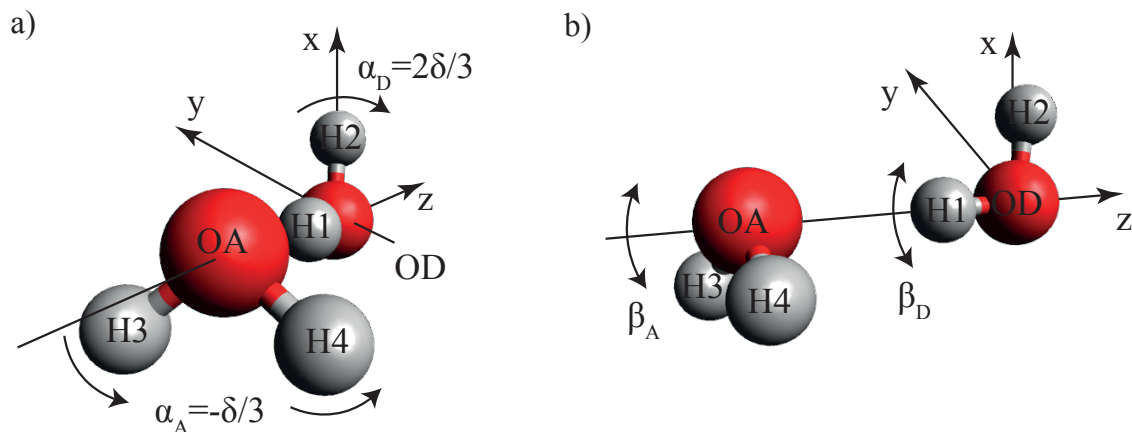 a)
x
α_D=2δ/3
y
H2
z
H1
OA
OD
H3
H4
α_A=-δ/3
b)
x
y
H2
H1
OD
OA
z
H3
H4
β_A
β_D